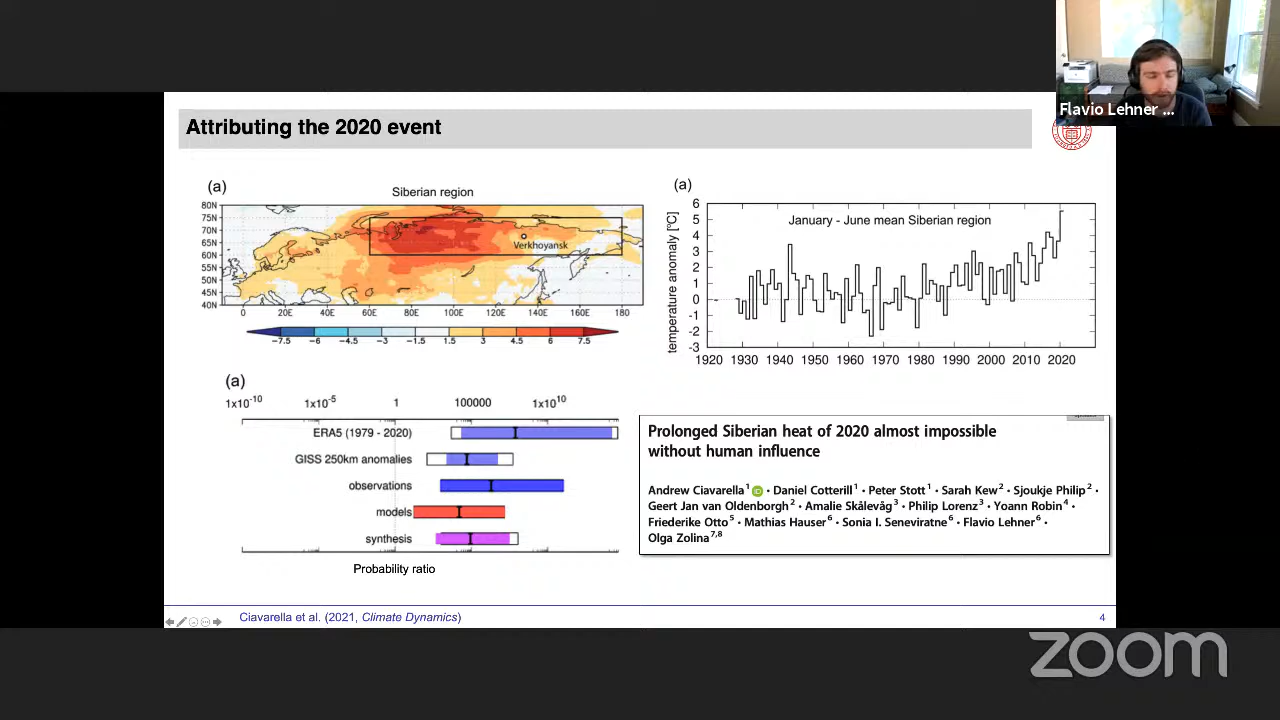 Flavio Lehner ...
Attributing the 2020 event
(a)
Siberian region
80N
75N
70N
65N
60N
55N
50N
45N
40N
Verkhoyansk
0 20E 40E 60E 80E 100E 120E 140E 160E 180
−7.5 −6 −4.5 −3 −1.5 1.5 3 4.5 6 7.5
(a)
January - June mean Siberian region
temperature anomaly [°C]
6
5
4
3
2
1
0
-1
-2
-3
1920 1930 1940 1950 1960 1970 1980 1990 2000 2010 2020
(a)
1x10-10 1x10-5 1 100000 1x1010
ERA5 (1979 - 2020)
GISS 250km anomalies
observations
models
synthesis
Probability ratio
Prolonged Siberian heat of 2020 almost impossible
without human influence
Andrew Ciavarella1 iD · Daniel Cotterill1 · Peter Stott1 · Sarah Kew2 · Sjoukje Philip2 ·
Geert Jan van Oldenborgh2 · Amalie Skålevåg3 · Philip Lorenz3 · Yoann Robin4 ·
Friederike Otto5 · Mathias Hauser6 · Sonia I. Seneviratne6 · Flavio Lehner6 ·
Olga Zolina7,8
Ciavarella et al. (2021, Climate Dynamics)
4
zoom